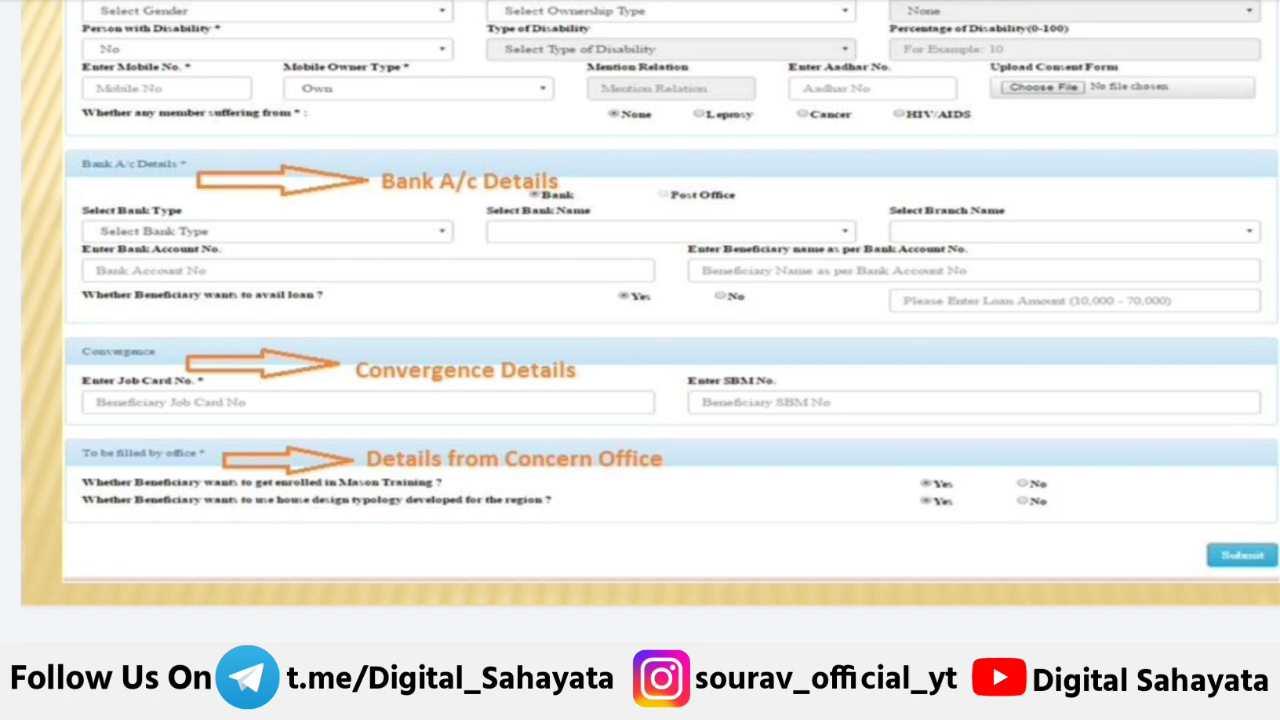 Select Gender Select Ownership Type None
Person with Disability * Type of Disability Percentage of Disability(0-100)
No Select Type of Disability For Example: 10
Enter Mobile No. * Mobile Owner Type * Mention Relation Enter Aadhar No. Upload Consent Form
Mobile No Own Mention Relation Aadhar No Choose File No file chosen
Whether any member suffering from * : None Leprosy Cancer HIV/AIDS
Bank A/c Details *
Bank A/c Details
Bank Post Office
Select Bank Type Select Bank Name Select Branch Name
Select Bank Type
Enter Bank Account No. Enter Beneficiary name as per Bank Account No.
Bank Account No Beneficiary Name as per Bank Account No
Whether Beneficiary wants to avail loan ? Yes No Please Enter Loan Amount (10,000 - 70,000)
Convergence
Convergence Details
Enter Job Card No. * Enter SBM No.
Beneficiary Job Card No Beneficiary SBM No
To be filled by office *
Details from Concern Office
Whether Beneficiary wants to get enrolled in Mason Training ? Yes No
Whether Beneficiary wants to use house design typology developed for the region ? Yes No
Submit
Follow Us On t.me/Digital_Sahayata sourav_official_yt Digital Sahayata